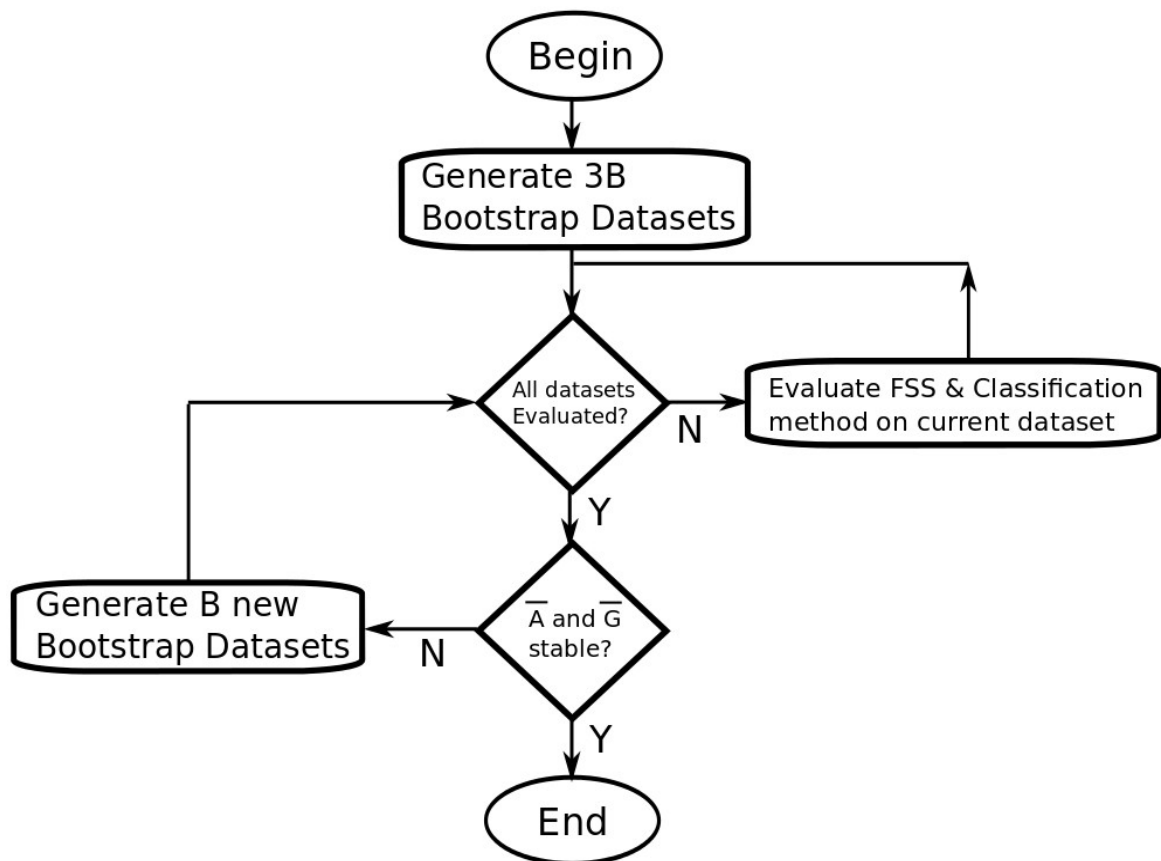 Begin
Generate 3B
Bootstrap Datasets
All datasets
Evaluated?
N
Evaluate FSS & Classification
method on current dataset
Y
A̅ and G̅
stable?
N
Generate B new
Bootstrap Datasets
Y
End